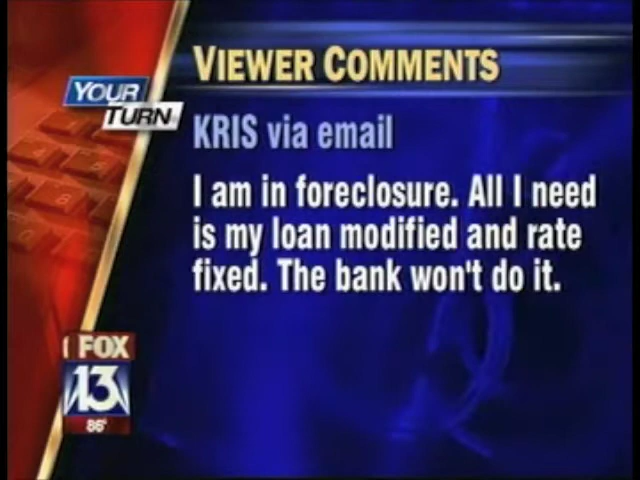 VIEWER COMMENTS
YOUR
TURN
KRIS via email
I am in foreclosure. All I need
is my loan modified and rate
fixed. The bank won't do it.
FOX
13
86°